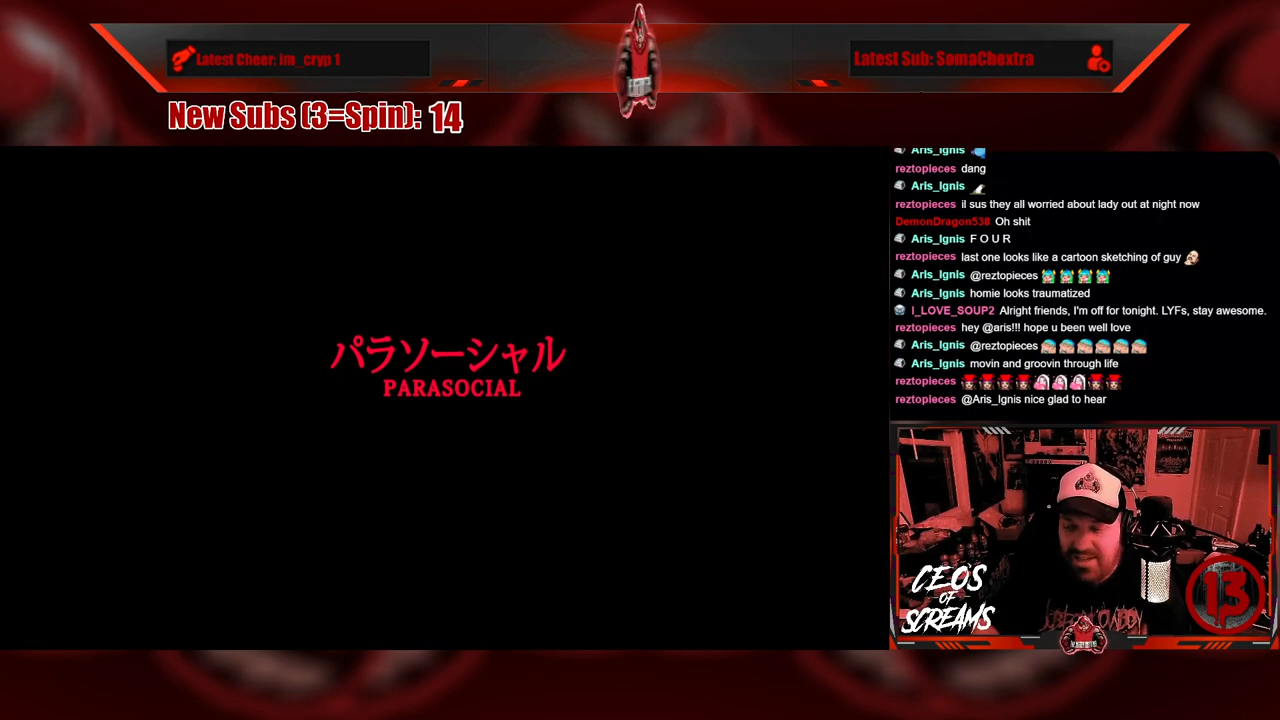 Latest Cheer: im_cryp 1
Latest Sub: SomaChextra
New Subs (3=Spin): 14
パラソーシャル
PARASOCIAL
Aris_Ignis
reztopieces dang
Aris_Ignis
reztopieces il sus they all worried about lady out at night now
DemonDragon538 Oh shit
Aris_Ignis F O U R
reztopieces last one looks like a cartoon sketching of guy
Aris_Ignis @reztopieces
Aris_Ignis homie looks traumatized
I_LOVE_SOUP2 Alright friends, I'm off for tonight. LYFs, stay awesome.
reztopieces hey @aris!!! hope u been well love
Aris_Ignis @reztopieces
Aris_Ignis movin and groovin through life
reztopieces
reztopieces @Aris_Ignis nice glad to hear
CEOS
OF
SCREAMS
13